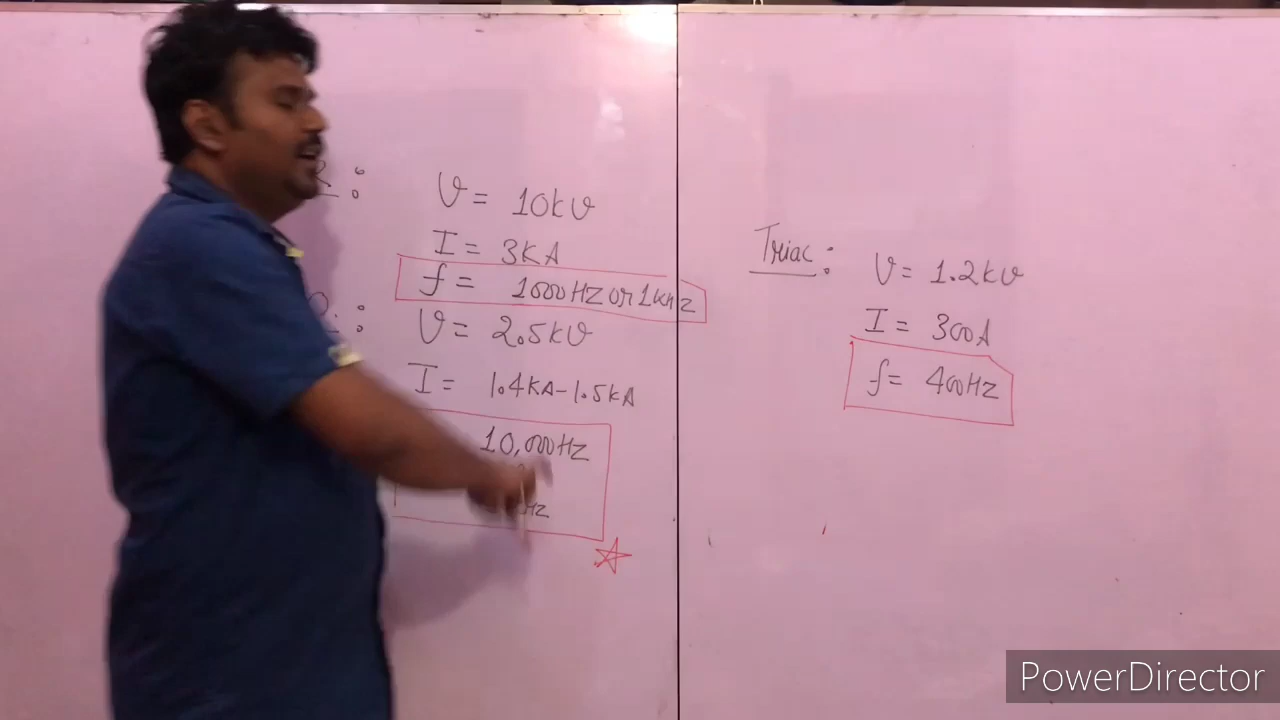 V = 10kV
I = 3KA
f = 1000HZ or 1KHZ
V = 2.5kV
I = 1.4KA-1.5KA
10,000HZ
HZ
Triac:
V = 1.2kV
I = 300A
f = 400HZ
PowerDirector